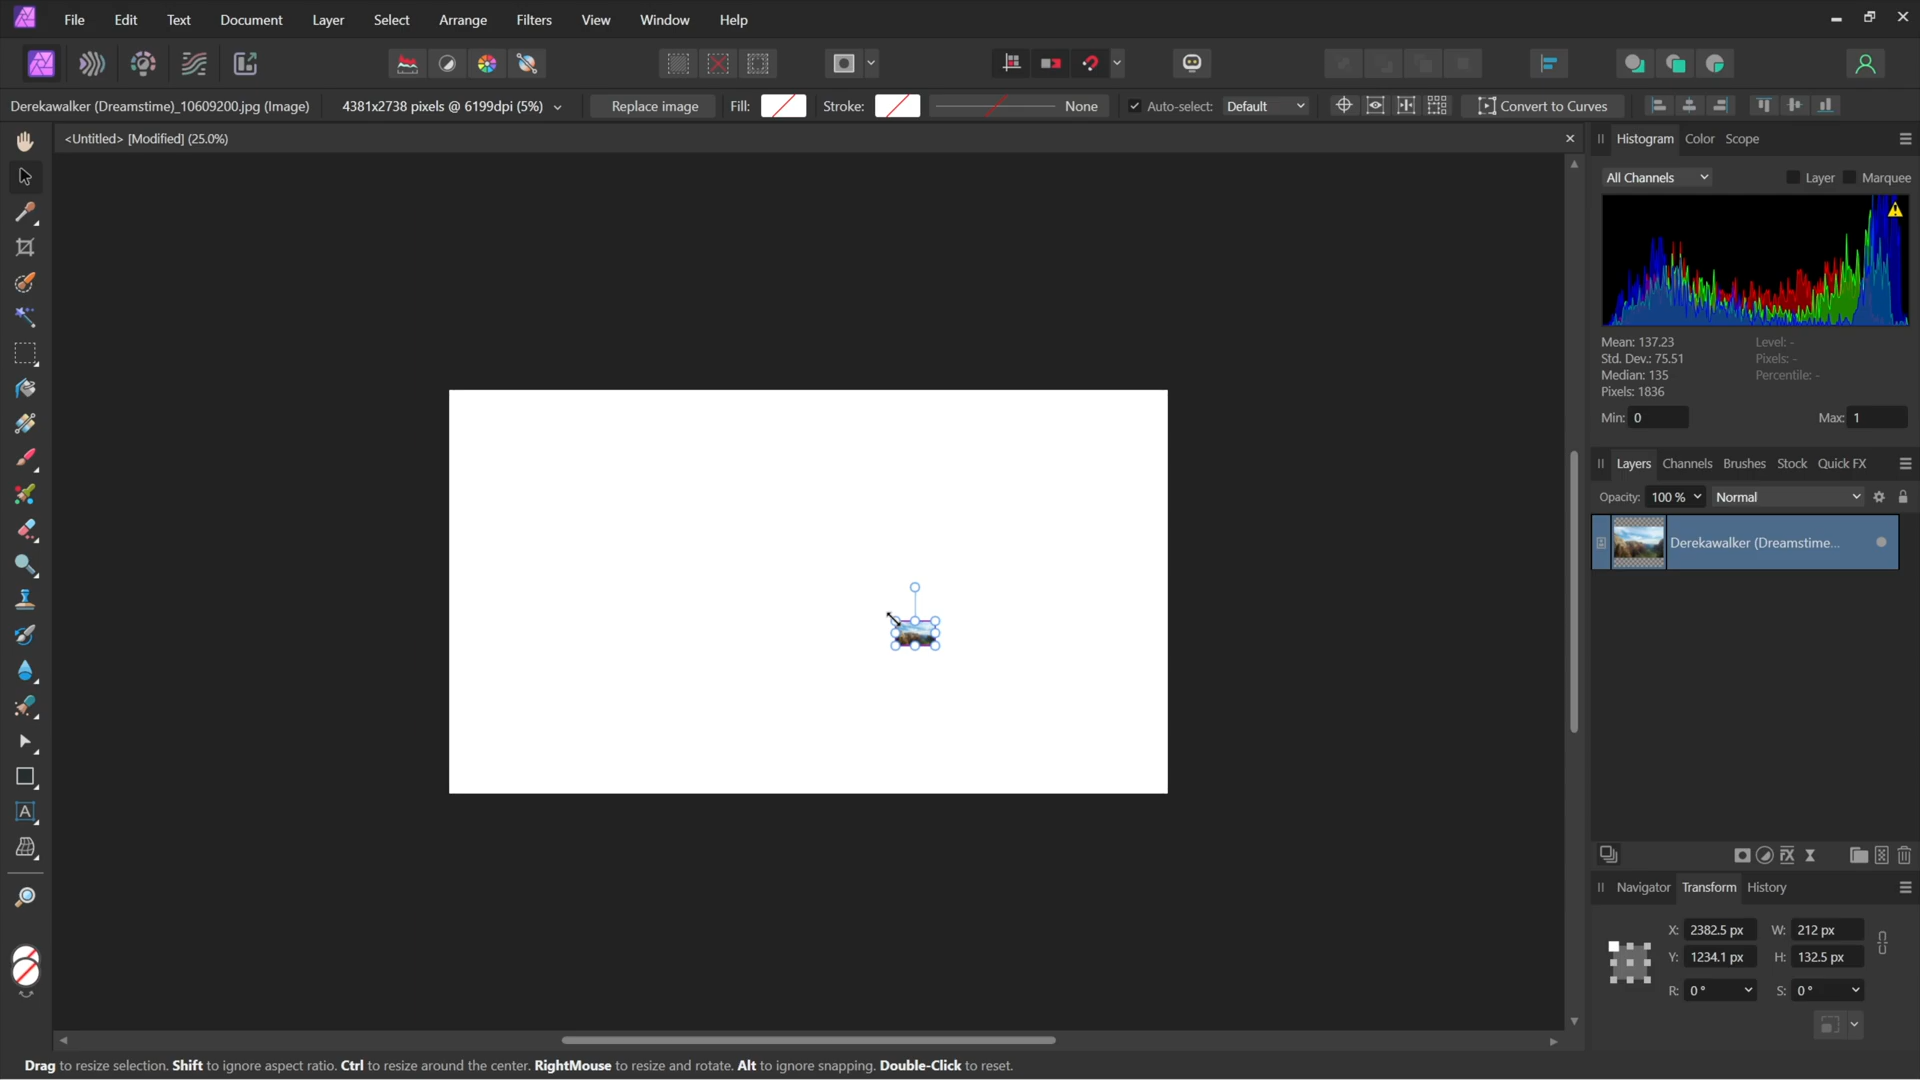 File Edit Text Document Layer Select Arrange Filters View Window Help
Derekawalker (Dreamstime)_10609200.jpg (Image) 4381x2738 pixels @ 6199dpi (5%) Replace image Fill: Stroke: None Auto-select: Default Convert to Curves
<Untitled> [Modified] (25.0%)
Histogram Color Scope
All Channels Layer Marquee
Mean: 137.23 Level: -
Std. Dev.: 75.51 Pixels: -
Median: 135 Percentile: -
Pixels: 1836
Min: 0 Max: 1
Layers Channels Brushes Stock Quick FX
Opacity: 100 % Normal
Derekawalker (Dreamstime...
Navigator Transform History
X: 2382.5 px W: 212 px
Y: 1234.1 px H: 132.5 px
R: 0 ° S: 0 °
Drag to resize selection. Shift to ignore aspect ratio. Ctrl to resize around the center. RightMouse to resize and rotate. Alt to ignore snapping. Double-Click to reset.